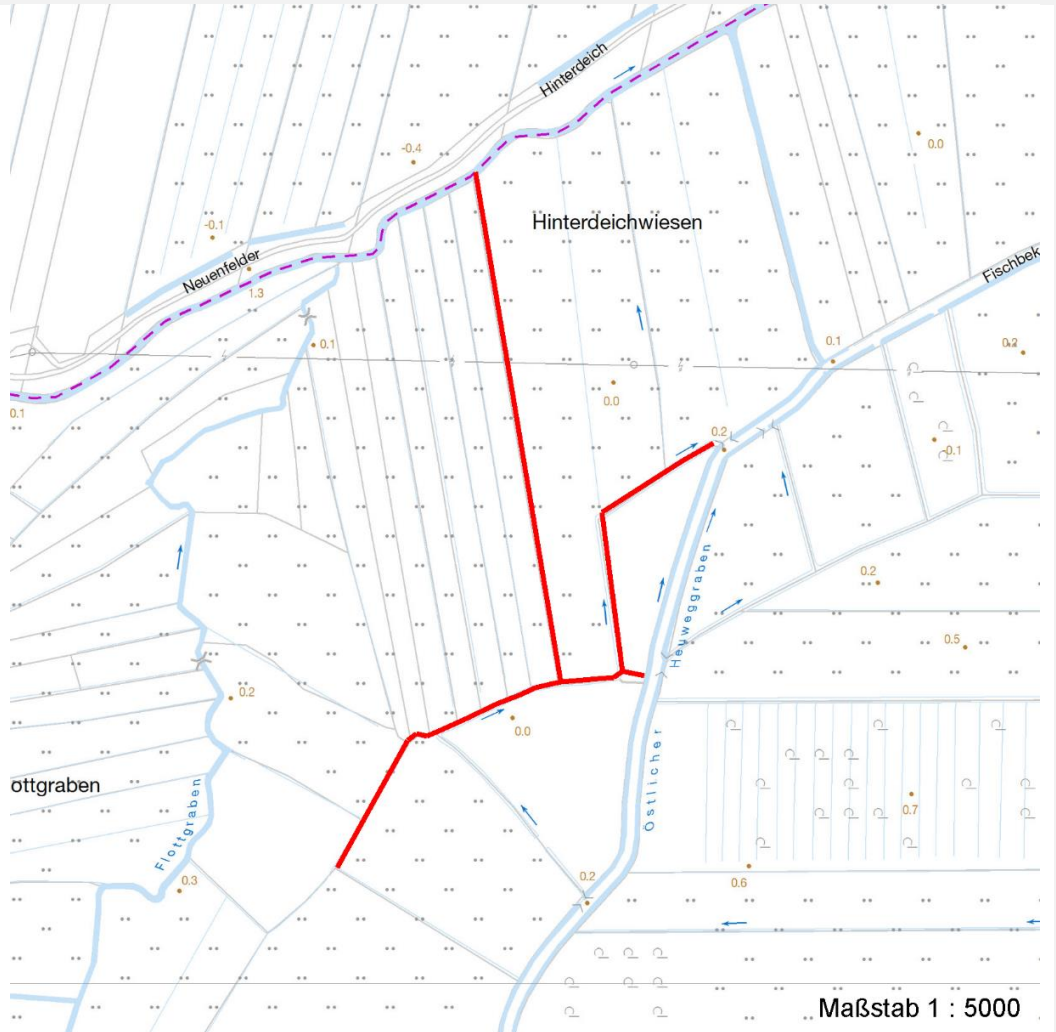 Hinterdeich
-0.4
0.0
Hinterdeichwiesen
-0.1
Neuenfelder
1.3
Fischbek
0.1
0.1
0.2
0.1
0.0
0.2
-0.1
0.2
Heuweggraben
0.5
0.2
0.0
Östlicher
ottgraben
Flottgraben
0.7
0.2
0.3
0.6
Maßstab 1 : 5000